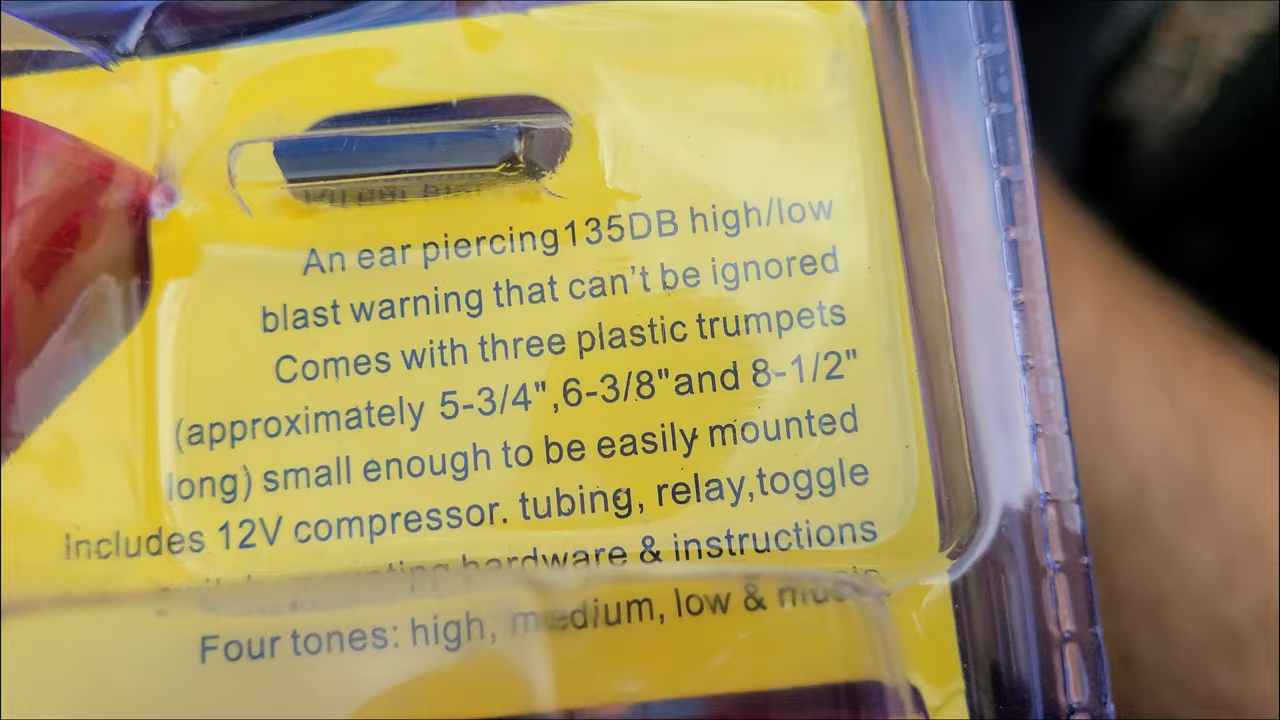 An ear piercing135DB high/low
blast warning that can't be ignored
Comes with three plastic trumpets
(approximately 5-3/4",6-3/8"and 8-1/2"
long) small enough to be easily mounted
includes 12V compressor. tubing, relay,toggle
hardware & instructions
Four tones: high, medium, low & music